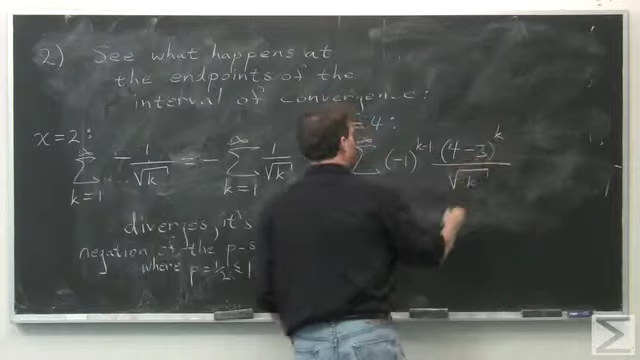 2) See what happens at
the endpoints of the
interval of convergence:
x=2:
∞ ∑ k=1 -1/√k = - ∞ ∑ k=1 1/√k
diverges, it's
negation of the p-s
where p=1/2 ≤ 1
=4:
∞ ∑ (-1)^(k-1) (4-3)^k/√k
Σ